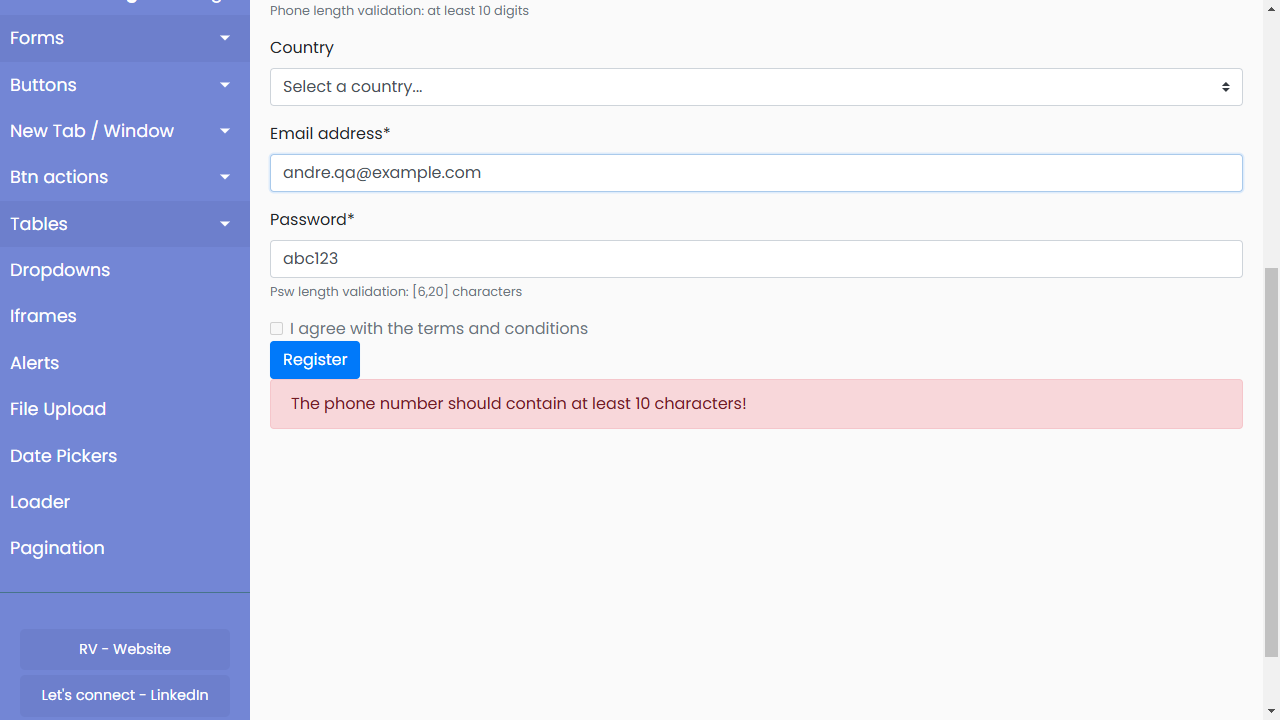 Forms
Buttons
New Tab / Window
Btn actions
Tables
Dropdowns
Iframes
Alerts
File Upload
Date Pickers
Loader
Pagination
RV - Website
Let's connect - LinkedIn
Phone length validation: at least 10 digits
Country
Select a country...
Email address*
andre.qa@example.com
Password*
abc123
Psw length validation: [6,20] characters
I agree with the terms and conditions
Register
The phone number should contain at least 10 characters!